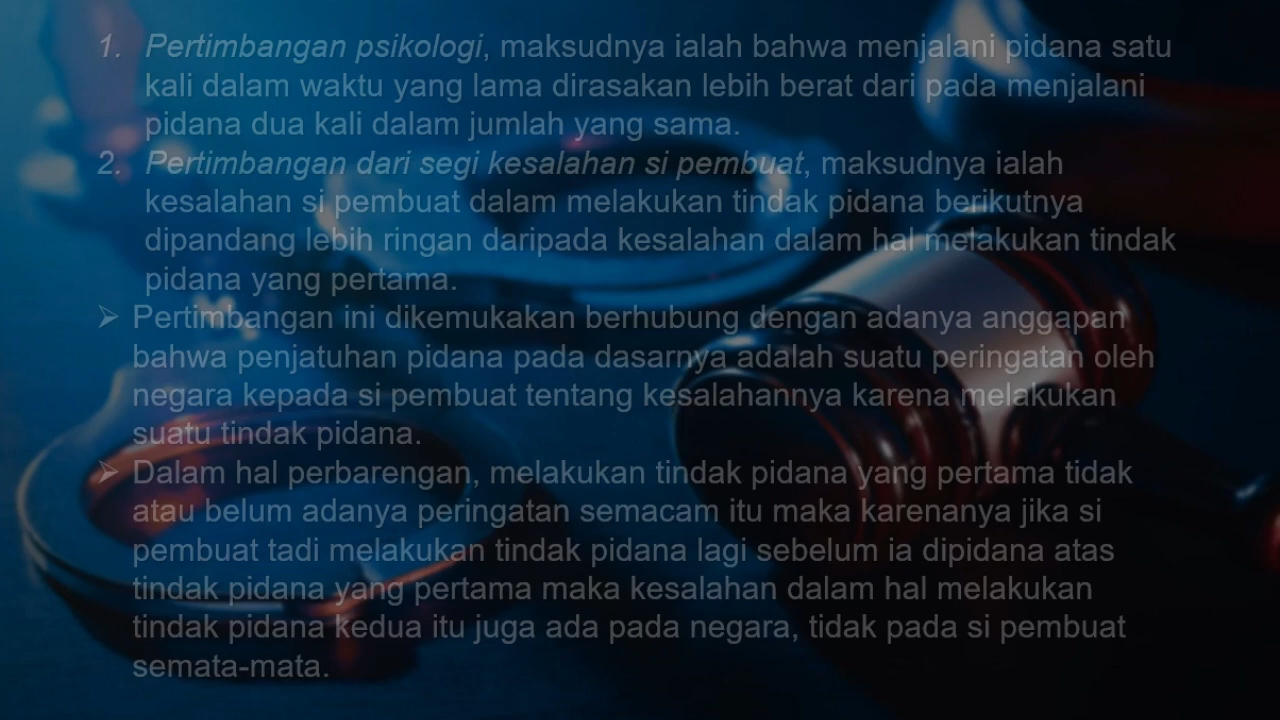 1. Pertimbangan psikologi, maksudnya ialah bahwa menjalani pidana satu
kali dalam waktu yang lama dirasakan lebih berat dari pada menjalani
pidana dua kali dalam jumlah yang sama.
2. Pertimbangan dari segi kesalahan si pembuat, maksudnya ialah
kesalahan si pembuat dalam melakukan tindak pidana berikutnya
dipandang lebih ringan daripada kesalahan dalam hal melakukan tindak
pidana yang pertama.
➢ Pertimbangan ini dikemukakan berhubung dengan adanya anggapan
bahwa penjatuhan pidana pada dasarnya adalah suatu peringatan oleh
negara kepada si pembuat tentang kesalahannya karena melakukan
suatu tindak pidana.
➢ Dalam hal perbarengan, melakukan tindak pidana yang pertama tidak
atau belum adanya peringatan semacam itu maka karenanya jika si
pembuat tadi melakukan tindak pidana lagi sebelum ia dipidana atas
tindak pidana yang pertama maka kesalahan dalam hal melakukan
tindak pidana kedua itu juga ada pada negara, tidak pada si pembuat
semata-mata.